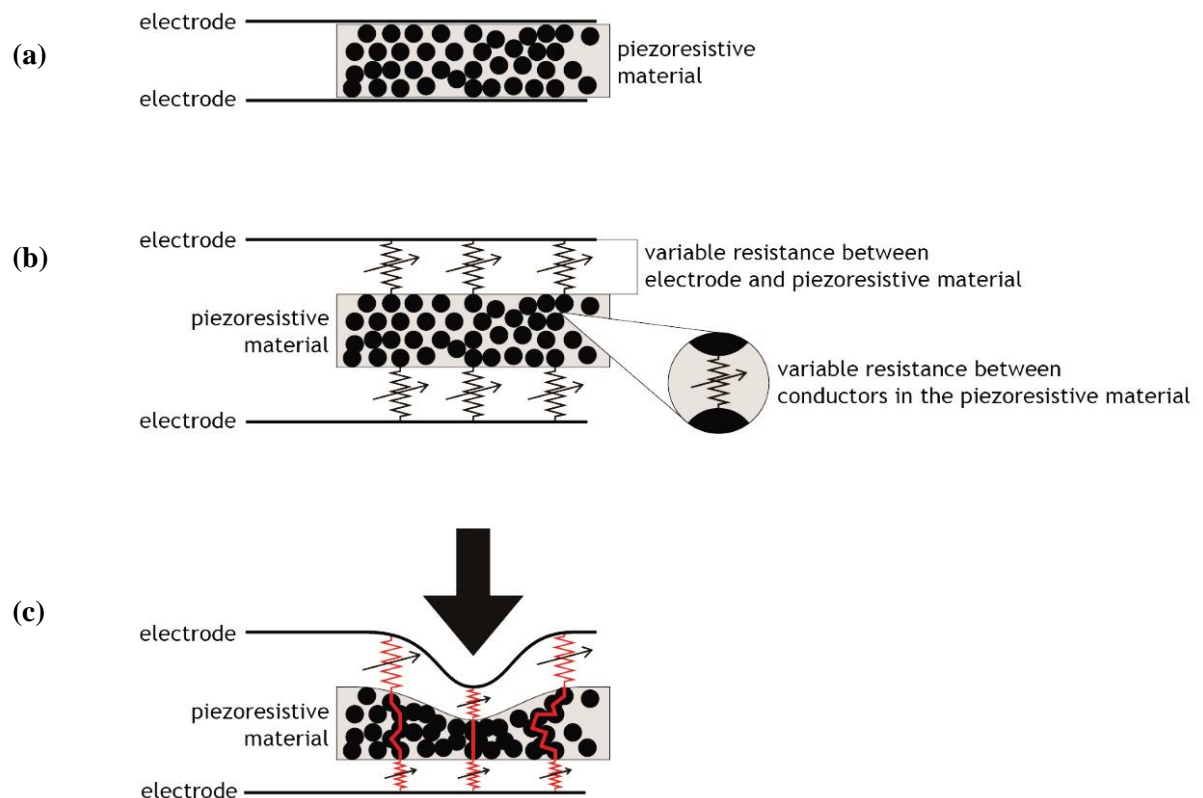 (a)
electrode
piezoresistive
material
electrode
(b)
electrode
variable resistance between
electrode and piezoresistive material
piezoresistive
material
variable resistance between
conductors in the piezoresistive material
electrode
(c)
electrode
piezoresistive
material
electrode